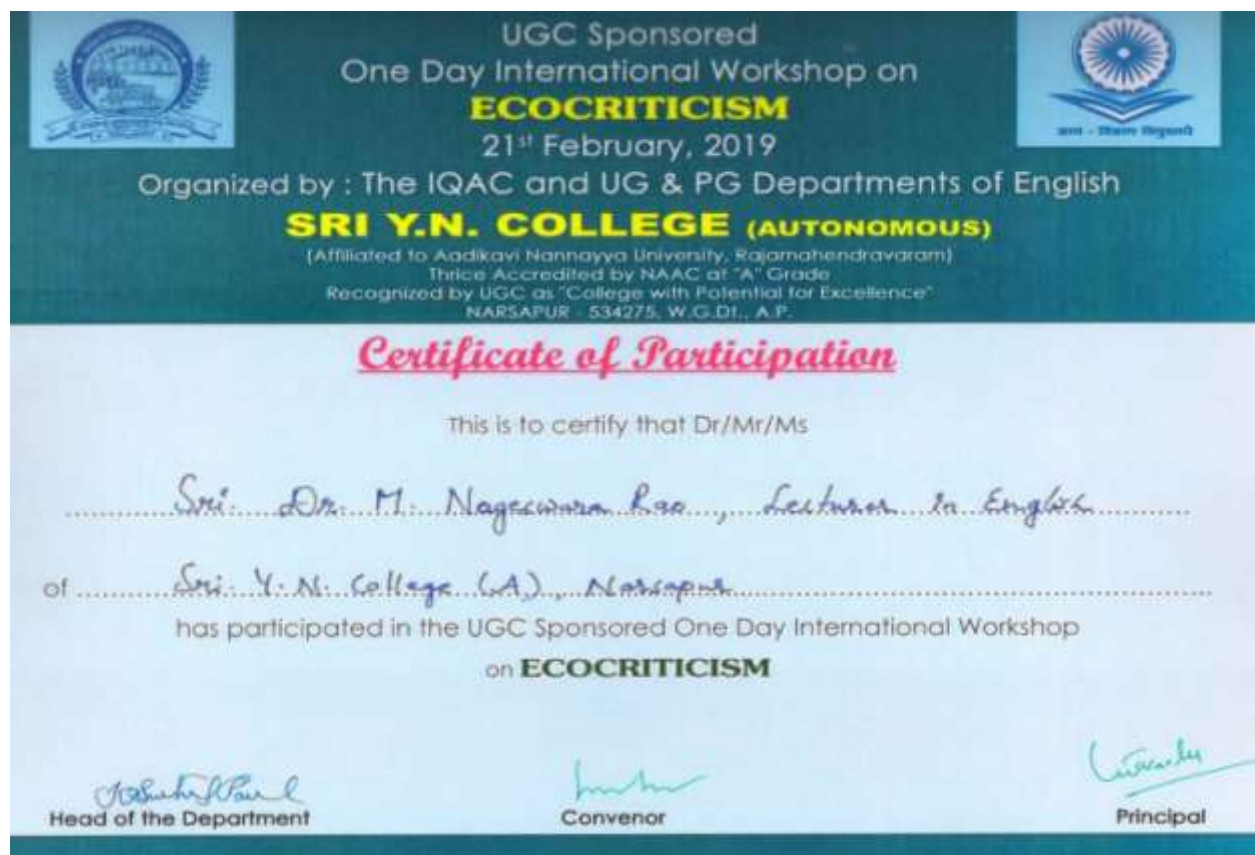 UGC Sponsored
One Day International Workshop on
ECOCRITICISM
21st February, 2019
Organized by : The IQAC and UG & PG Departments of English
SRI Y.N. COLLEGE (AUTONOMOUS)
(Affiliated to Aadikavi Nannayya University, Rajamahendravaram)
Thrice Accredited by NAAC at "A" Grade
Recognized by UGC as "College with Potential for Excellence"
NARSAPUR - 534275, W.G.Dt., A.P.
Certificate of Participation
This is to certify that Dr/Mr/Ms
Sri. Dr. M. Nageswara Rao, Lecturer in English
of Sri. Y. N. College (A), Narsapur
has participated in the UGC Sponsored One Day International Workshop
on ECOCRITICISM
Head of the Department Convenor Principal